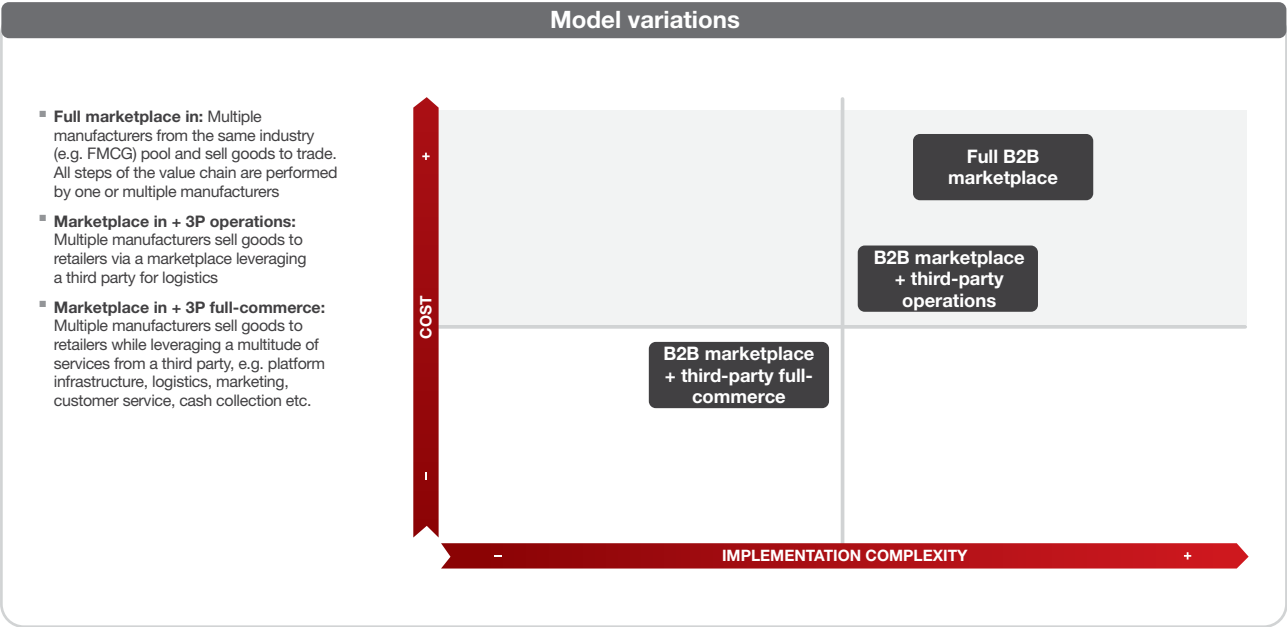 Model variations
Full marketplace in: Multiple
manufacturers from the same industry
(e.g. FMCG) pool and sell goods to trade.
All steps of the value chain are performed
by one or multiple manufacturers
Marketplace in + 3P operations:
Multiple manufacturers sell goods to
retailers via a marketplace leveraging
a third party for logistics
Marketplace in + 3P full-commerce:
Multiple manufacturers sell goods to
retailers while leveraging a multitude of
services from a third party, e.g. platform
infrastructure, logistics, marketing,
customer service, cash collection etc.
+
COST
–
Full B2B
marketplace
B2B marketplace
+ third-party
operations
B2B marketplace
+ third-party full-
commerce
– IMPLEMENTATION COMPLEXITY +